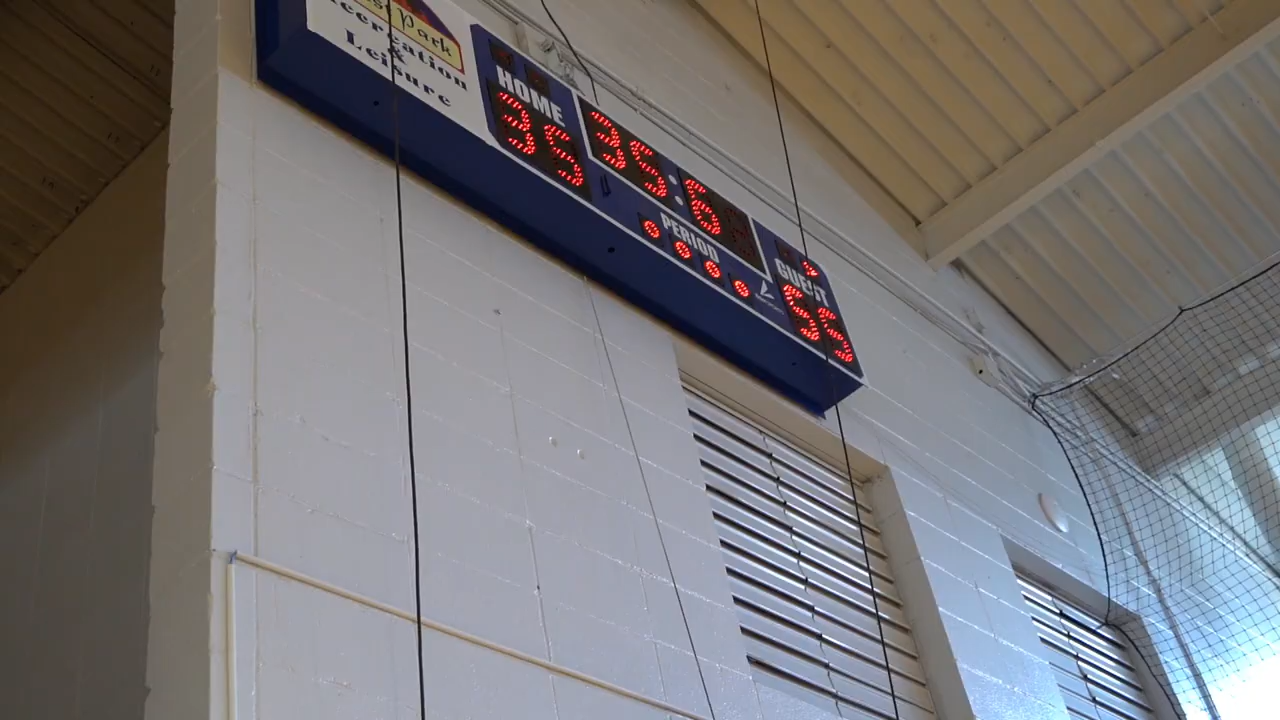 Park
Recreation
&
Leisure
HOME
35
35:6
PERIOD
GUEST
55